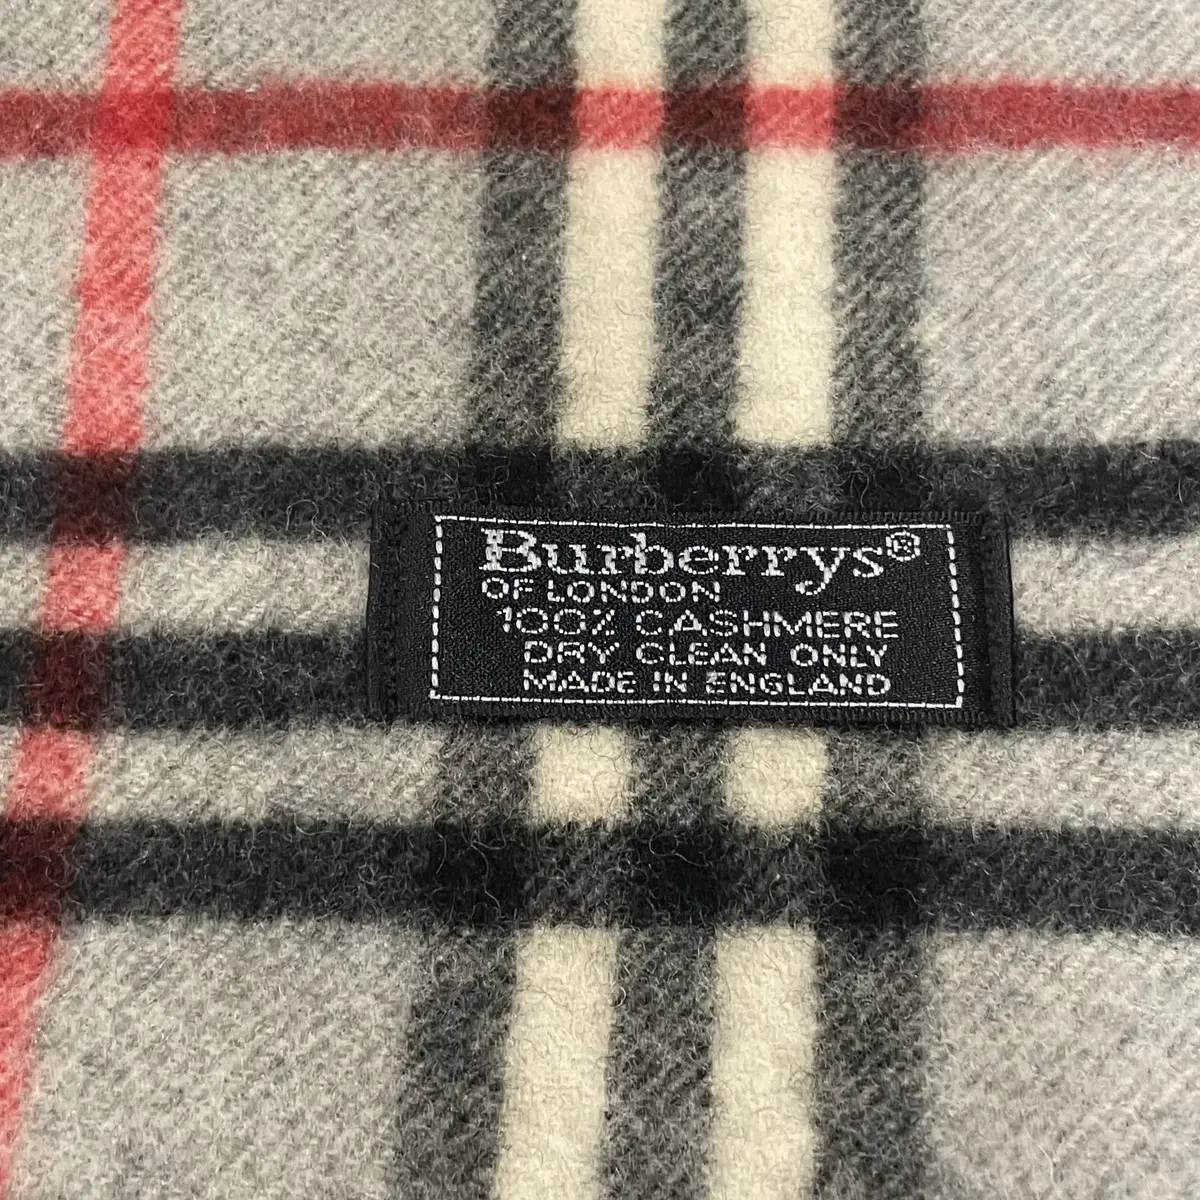 Burberrys®
OF LONDON
100% CASHMERE
DRY CLEAN ONLY
MADE IN ENGLAND